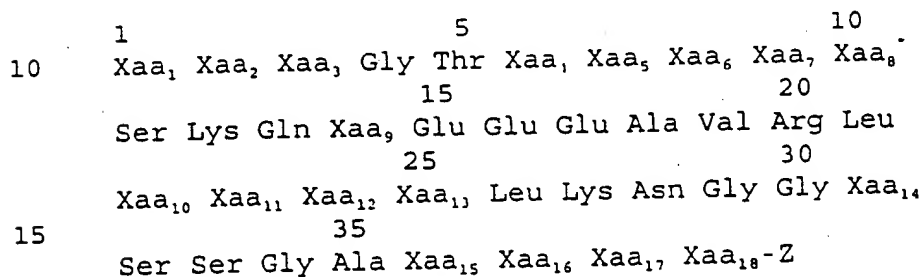 1 5 10
10 Xaa₁ Xaa₂ Xaa₃ Gly Thr Xaa₄ Xaa₅ Xaa₆ Xaa₇ Xaa₈-
15 20
Ser Lys Gln Xaa₉ Glu Glu Glu Ala Val Arg Leu
25 30
Xaa₁₀ Xaa₁₁ Xaa₁₂ Xaa₁₃ Leu Lys Asn Gly Gly Xaa₁₄
15 35
Ser Ser Gly Ala Xaa₁₅ Xaa₁₆ Xaa₁₇ Xaa₁₈-Z